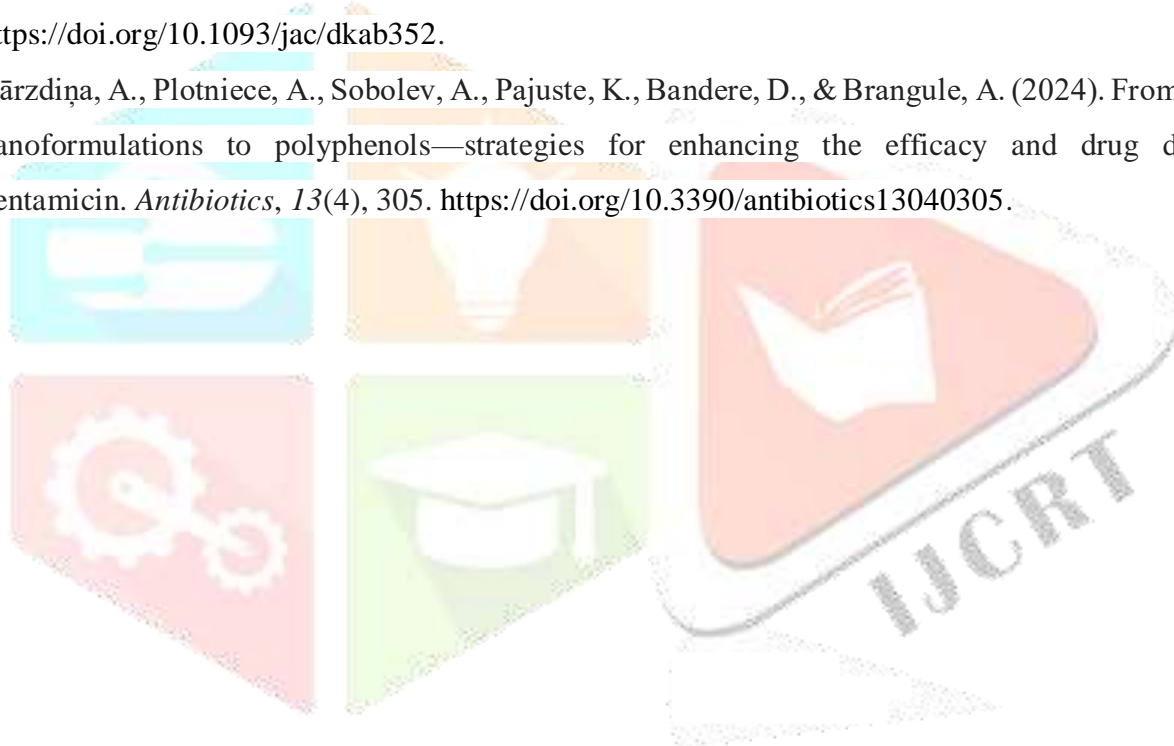 ttps://doi.org/10.1093/jac/dkab352.
ārzdiņa, A., Plotniece, A., Sobolev, A., Pajuste, K., Bandere, D., & Brangule, A. (2024). From
anoformulations to polyphenols—strategies for enhancing the efficacy and drug d
entamicin. Antibiotics, 13(4), 305. https://doi.org/10.3390/antibiotics13040305.
IJCRT